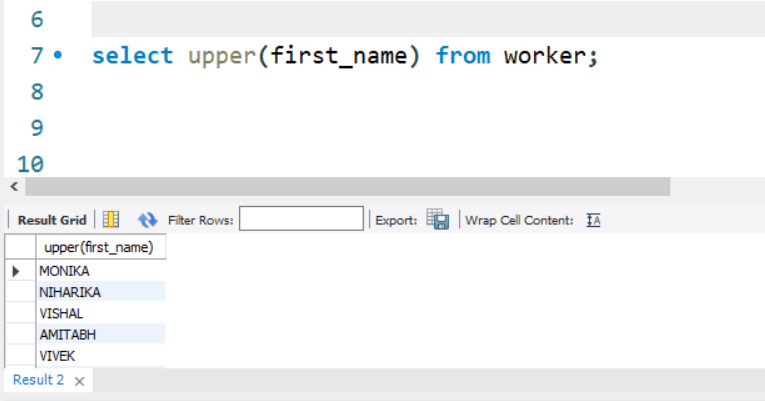 6
7 select upper(first_name) from worker;
8
9
10
Result Grid Filter Rows: Export: Wrap Cell Content:
upper(first_name)
MONIKA
NIHARIKA
VISHAL
AMITABH
VIVEK
Result 2